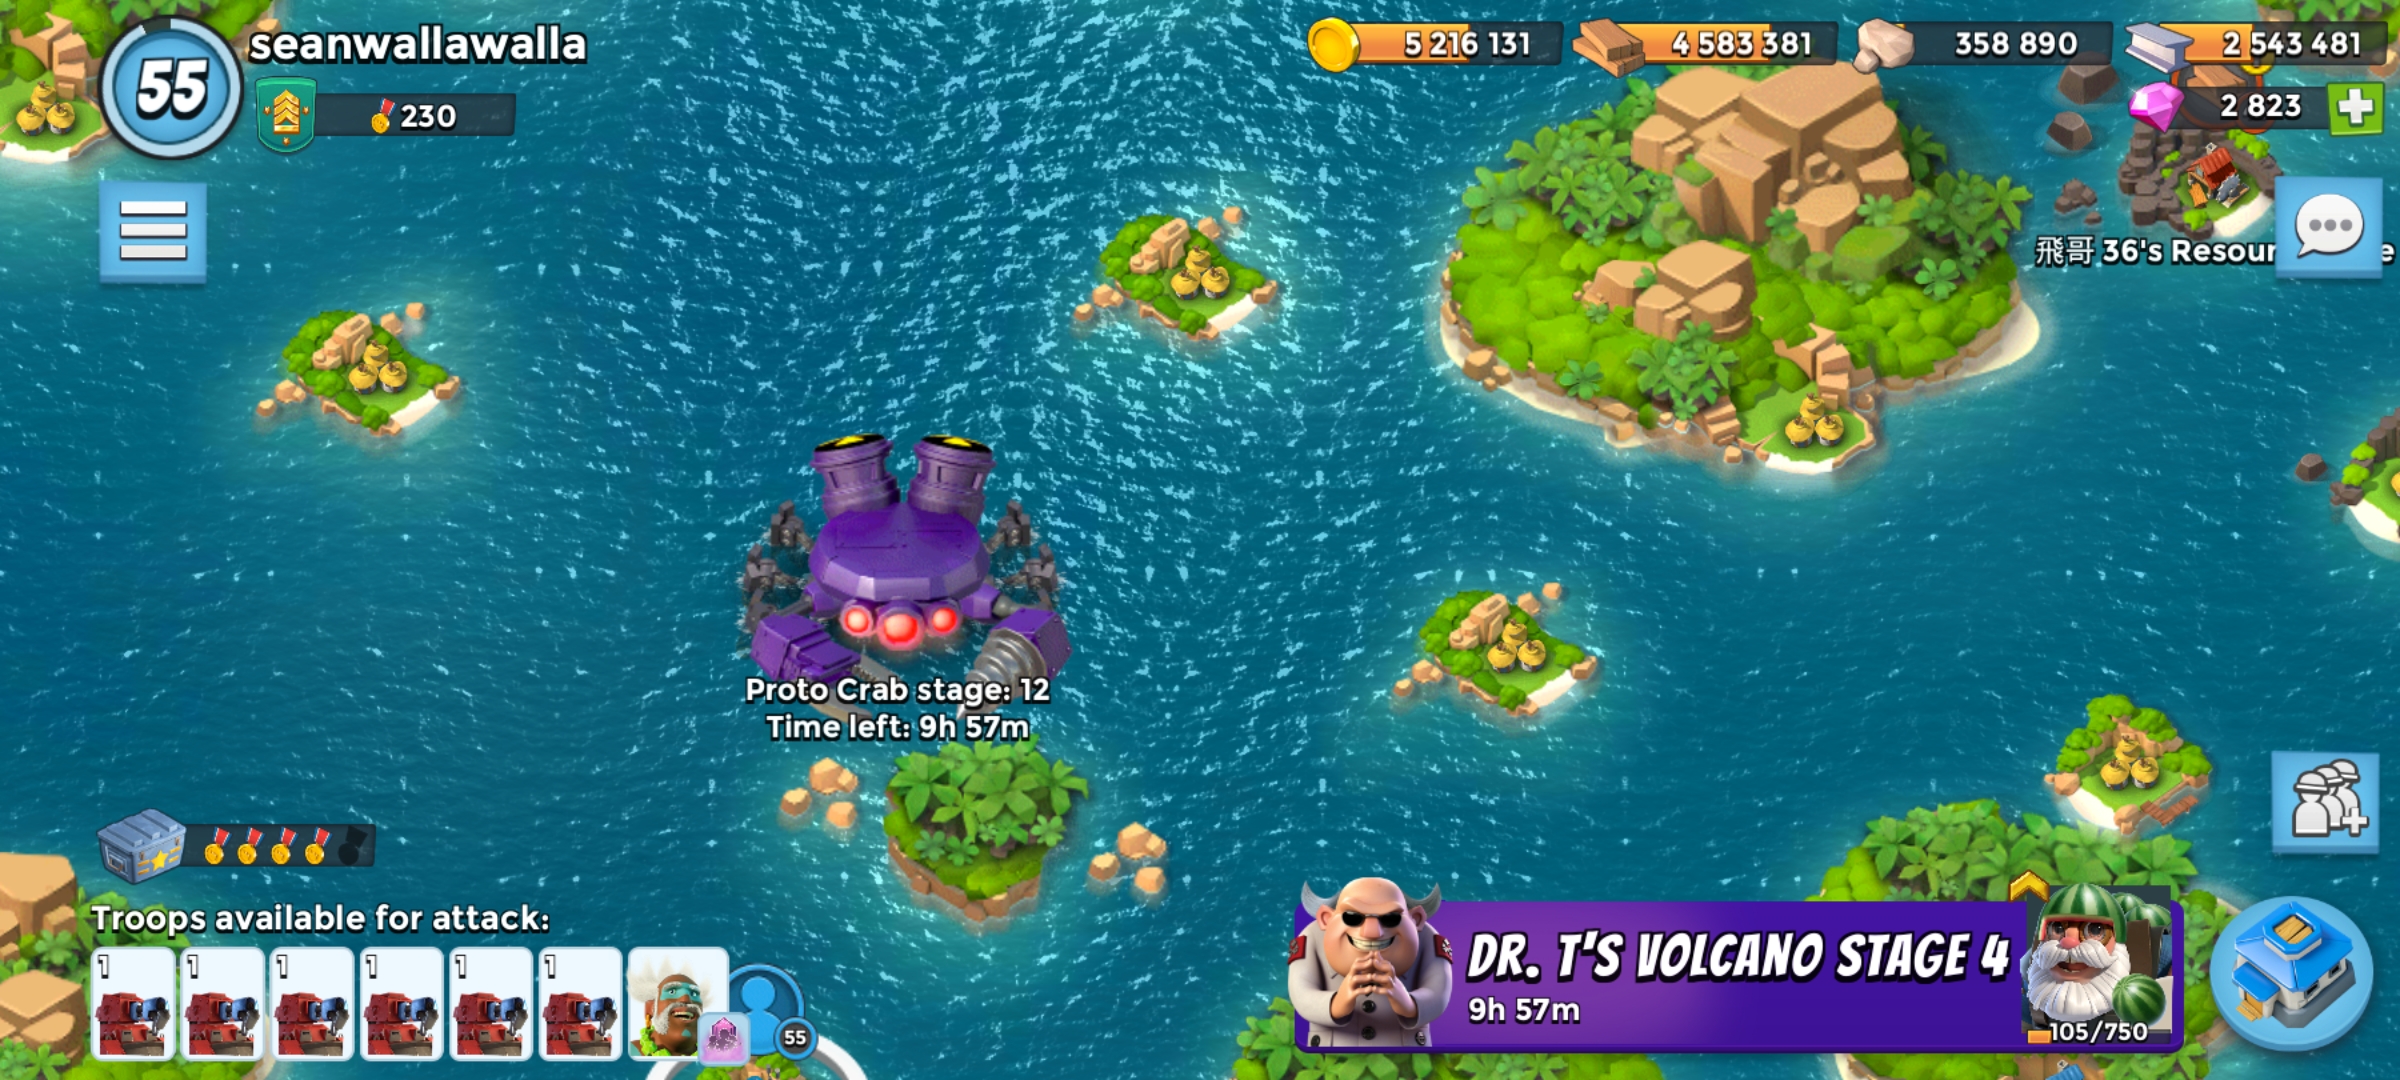 55
seanwallawalla
230
5 216 131
4 583 381
358 890
2 543 481
2 823
飛哥 36's Resour
Proto Crab stage: 12
Time left: 9h 57m
Troops available for attack:
1 1 1 1 1 1
55
DR. T'S VOLCANO STAGE 4
9h 57m
105/750